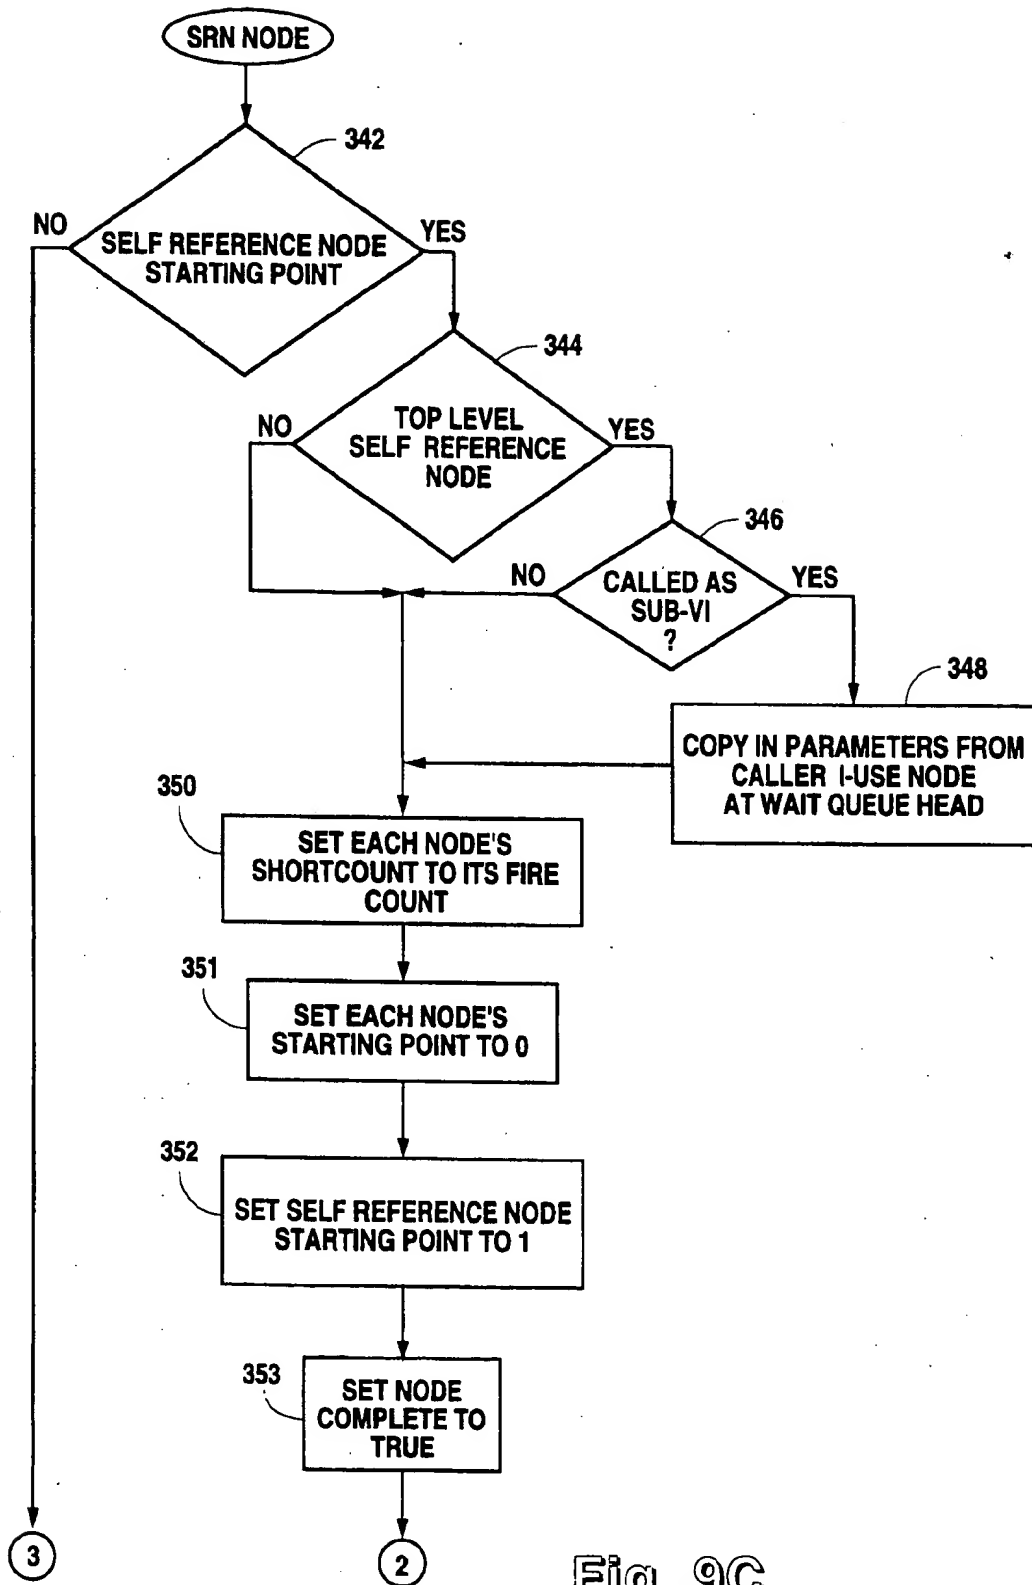 SRN NODE
342
NO
YES
SELF REFERENCE NODE
STARTING POINT
344
NO
YES
TOP LEVEL
SELF REFERENCE
NODE
346
NO
YES
CALLED AS
SUB-VI
?
348
COPY IN PARAMETERS FROM
CALLER I-USE NODE
AT WAIT QUEUE HEAD
350
SET EACH NODE'S
SHORTCOUNT TO ITS FIRE
COUNT
351
SET EACH NODE'S
STARTING POINT TO 0
352
SET SELF REFERENCE NODE
STARTING POINT TO 1
353
SET NODE
COMPLETE TO
TRUE
3
2
Fig. 9C